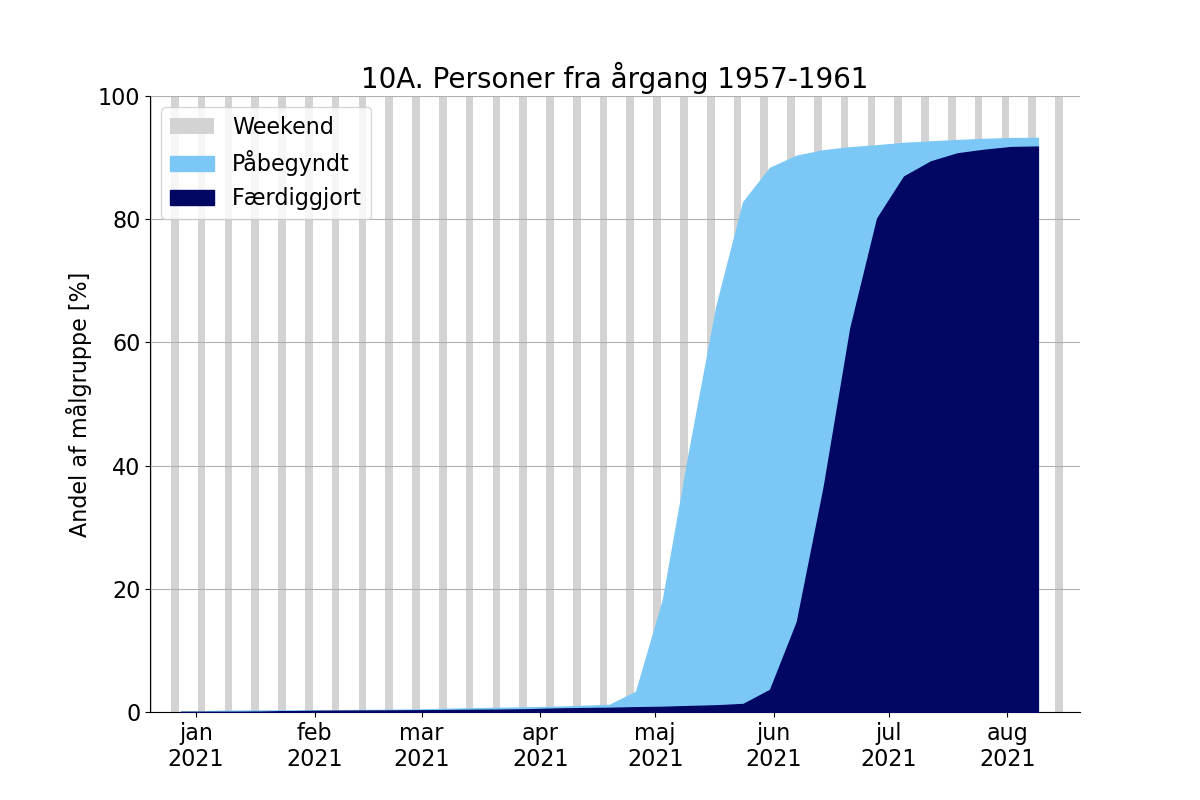 10A. Personer fra årgang 1957-1961
Weekend
Påbegyndt
Færdiggjort
Andel af målgruppe [%]
100
80
60
40
20
0
jan feb mar apr maj jun jul aug
2021 2021 2021 2021 2021 2021 2021 2021